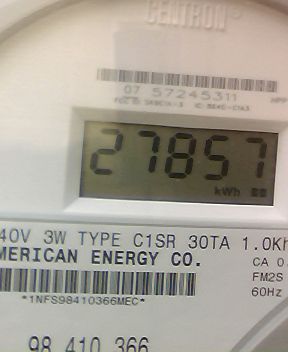 CENTRON®
07 57245311
27857
kWh
40V 3W TYPE C1SR 30TA 1.0Kh
MERICAN ENERGY CO.
CA 0.
FM2S
60Hz
*1NFS98410366MEC*
98 410 366